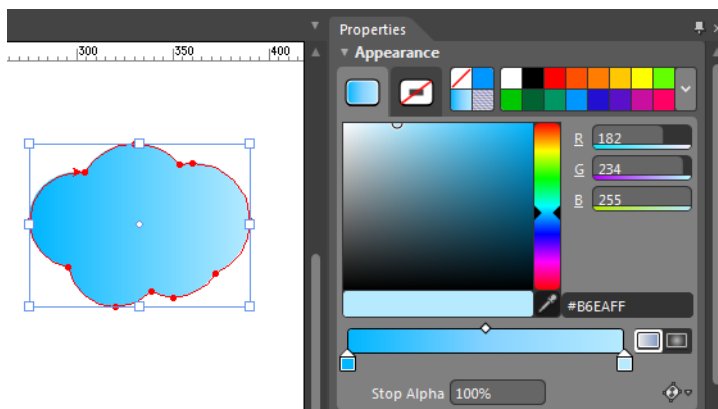 Properties
Appearance
300 350 400
R 182
G 234
B 255
#B6EAFF
Stop Alpha 100%